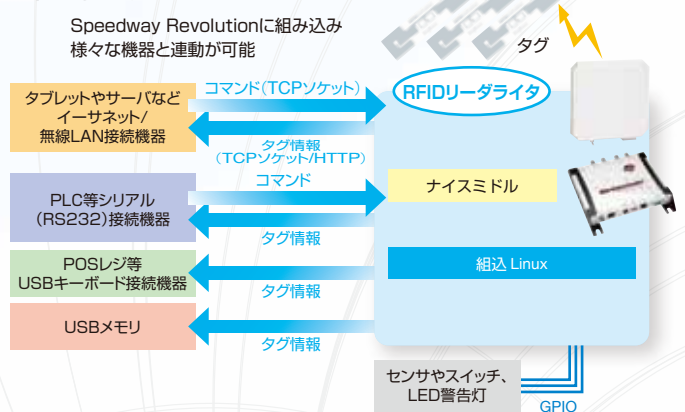 Speedway Revolutionに組み込み
様々な機器と連動が可能
タグ
タブレットやサーバなど
イーサネット/
無線LAN接続機器
コマンド(TCPソケット)
RFIDリーダライタ
タグ情報
(TCPソケット/HTTP)
PLC等シリアル
(RS232)接続機器
コマンド
ナイスミドル
タグ情報
POSレジ等
USBキーボード接続機器
組込 Linux
タグ情報
USBメモリ
タグ情報
センサやスイッチ、
LED警告灯
GPIO